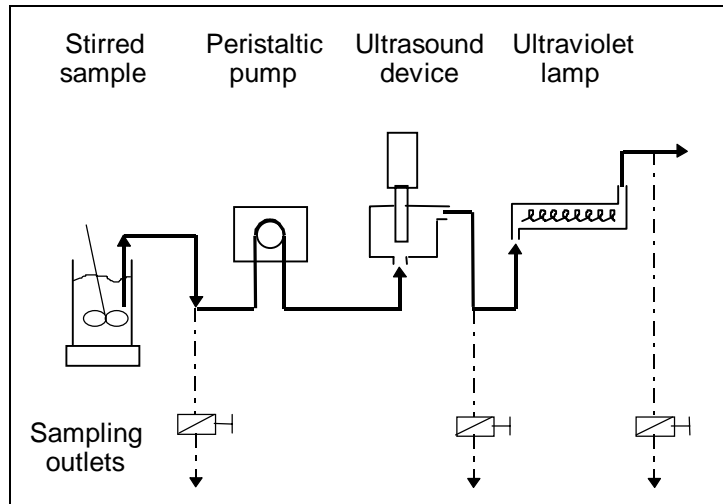 Stirred
sample
Peristaltic
pump
Ultrasound
device
Ultraviolet
lamp
Sampling
outlets